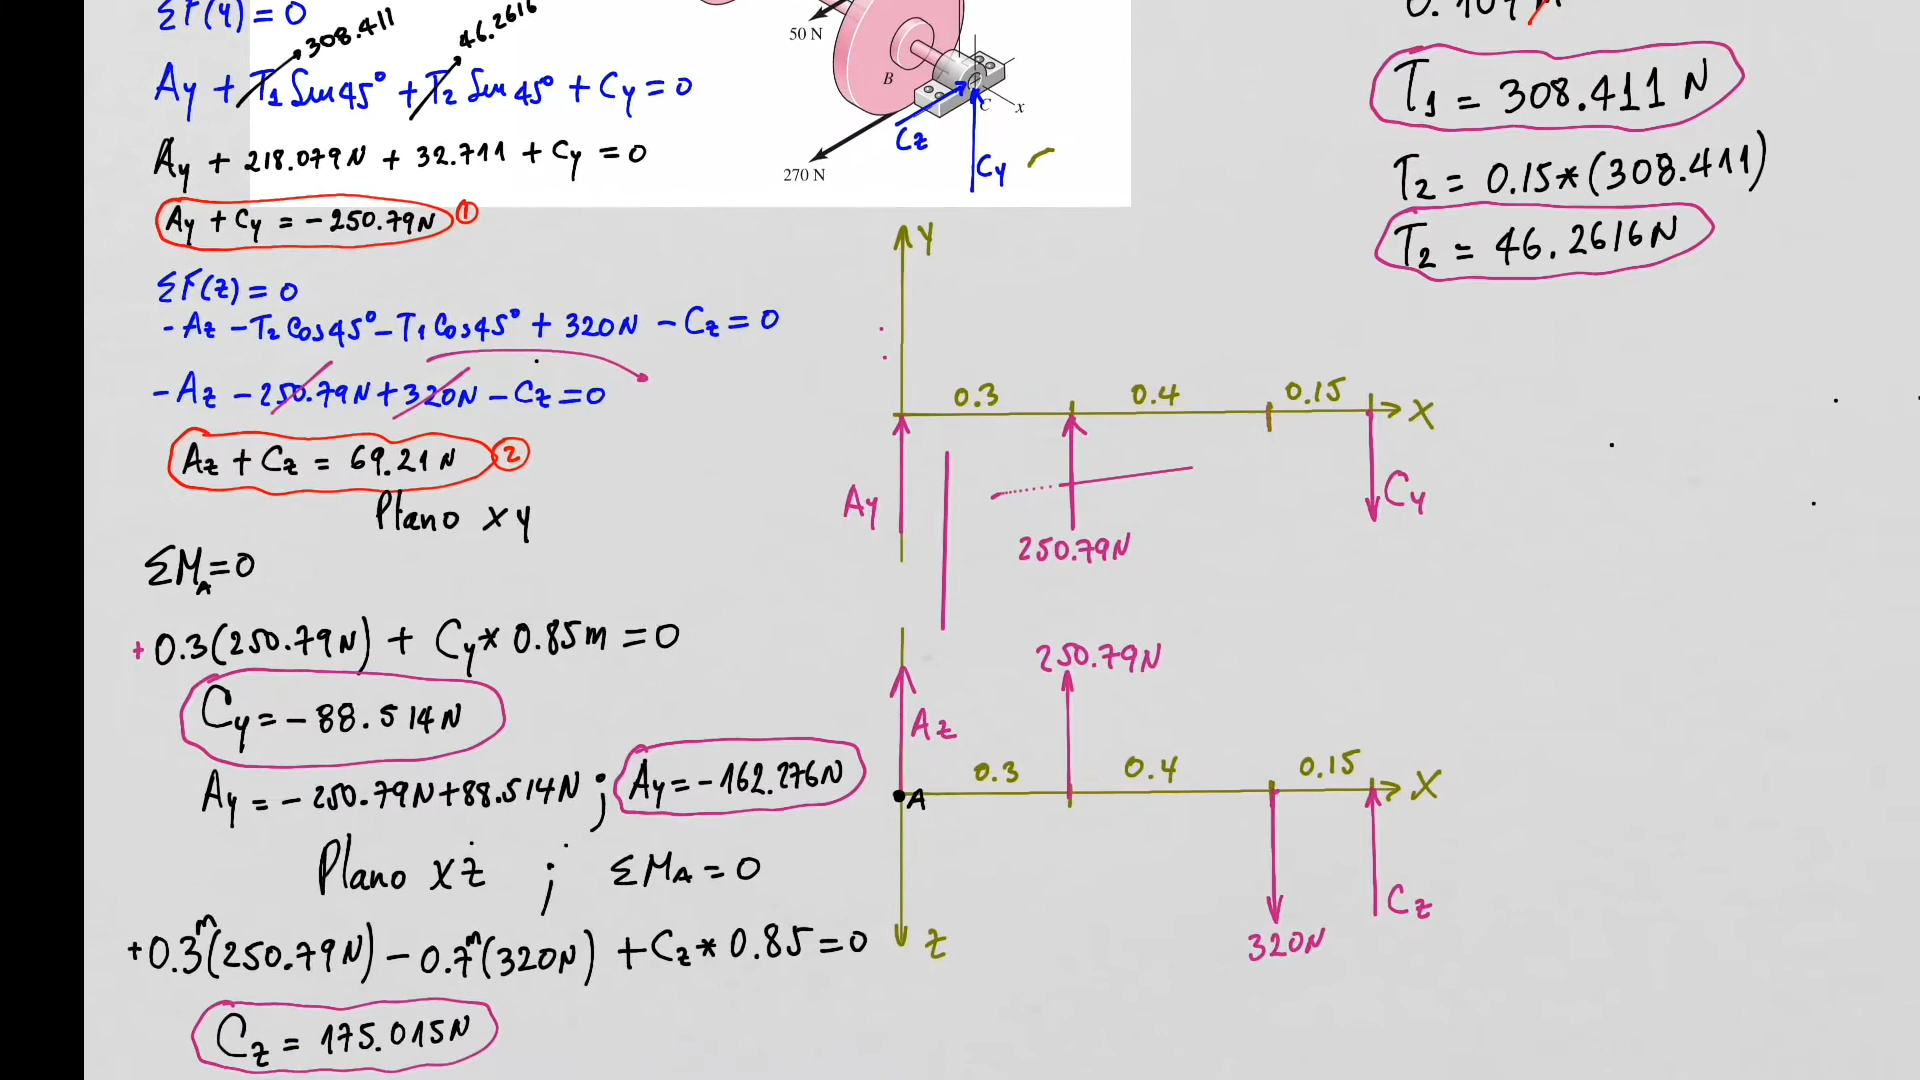 ΣF(y) = 0
308.411
46.2616
Ay + T1 Sen45° + T2 Sen45° + Cy = 0
Ay + 218.079N + 32.711 + Cy = 0
Ay + Cy = -250.79N ①
ΣF(z) = 0
-Az - T2 Cos45° - T1 Cos45° + 320N - Cz = 0
-Az - 250.79N + 320N - Cz = 0
Az + Cz = 69.21N ②
Plano xy
ΣMA = 0
+0.3(250.79N) + Cy* 0.85m = 0
Cy = -88.514N
Ay = -250.79N+88.514N ; Ay = -162.276N
Plano xz ; ΣMA = 0
+0.3m(250.79N) - 0.7m(320N) + Cz* 0.85 = 0
Cz = 175.015N
50 N
B
C
x
Cz
270 N
Cy
T1 = 308.411 N
T2 = 0.15*(308.411)
T2 = 46.2616N
Y
0.3 0.4 0.15 X
Ay
Cy
250.79N
250.79N
Az
0.3 0.4 0.15 X
A
Cz
320N
z